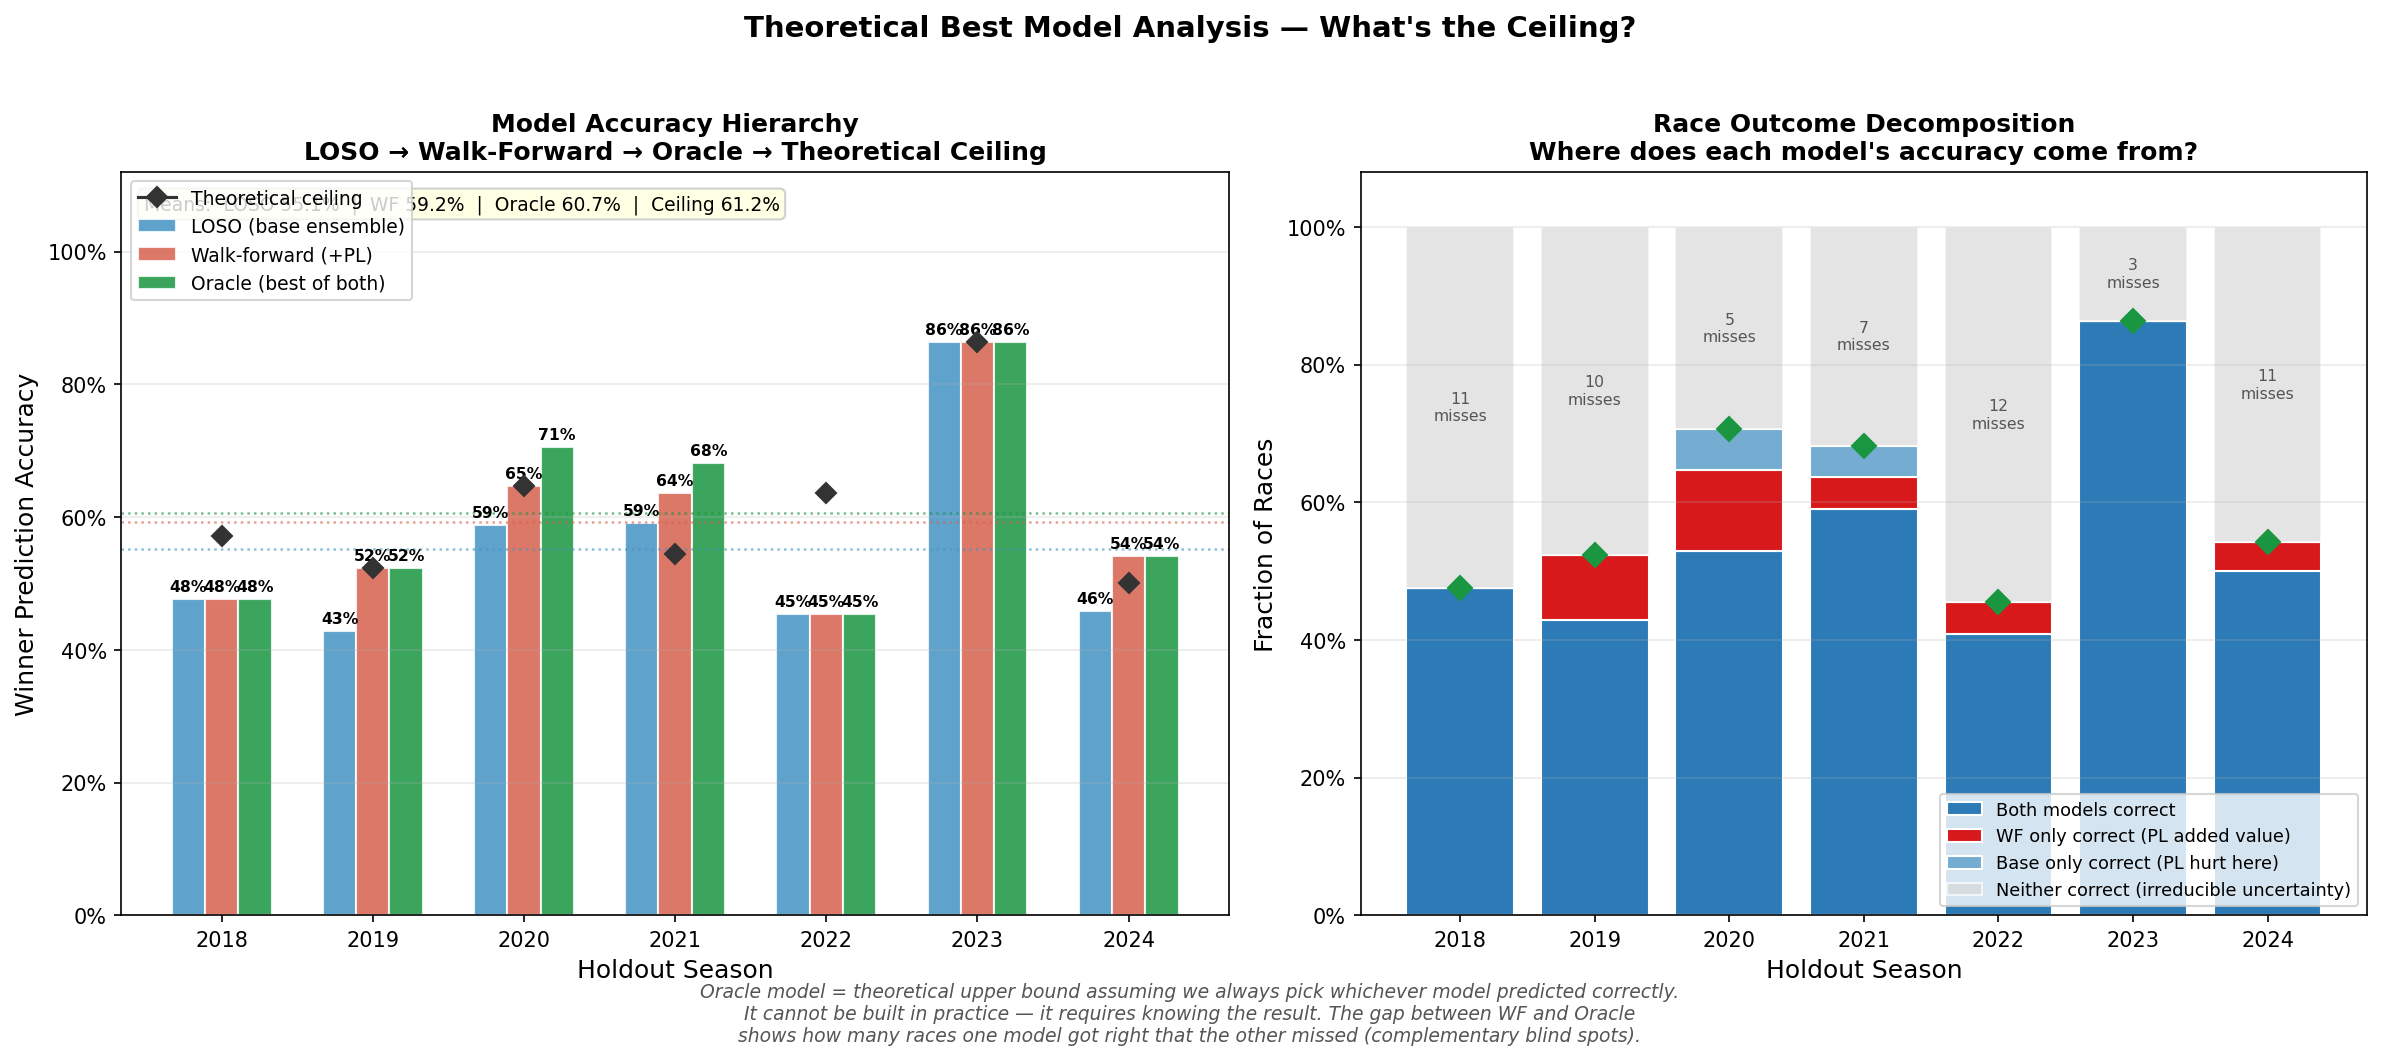 Theoretical Best Model Analysis — What's the Ceiling?
Model Accuracy Hierarchy
LOSO → Walk-Forward → Oracle → Theoretical Ceiling
Means: LOSO 55.1% | WF 59.2% | Oracle 60.7% | Ceiling 61.2%
Theoretical ceiling
LOSO (base ensemble)
Walk-forward (+PL)
Oracle (best of both)
Winner Prediction Accuracy
100%
80%
60%
40%
20%
0%
48% 48% 48%
43% 52% 52%
59% 65% 71%
59% 64% 68%
45% 45% 45%
86% 86% 86%
46% 54% 54%
2018 2019 2020 2021 2022 2023 2024
Holdout Season
Race Outcome Decomposition
Where does each model's accuracy come from?
Fraction of Races
100%
80%
60%
40%
20%
0%
11
misses
10
misses
5
misses
7
misses
12
misses
3
misses
11
misses
Both models correct
WF only correct (PL added value)
Base only correct (PL hurt here)
Neither correct (irreducible uncertainty)
2018 2019 2020 2021 2022 2023 2024
Holdout Season
Oracle model = theoretical upper bound assuming we always pick whichever model predicted correctly.
It cannot be built in practice — it requires knowing the result. The gap between WF and Oracle
shows how many races one model got right that the other missed (complementary blind spots).